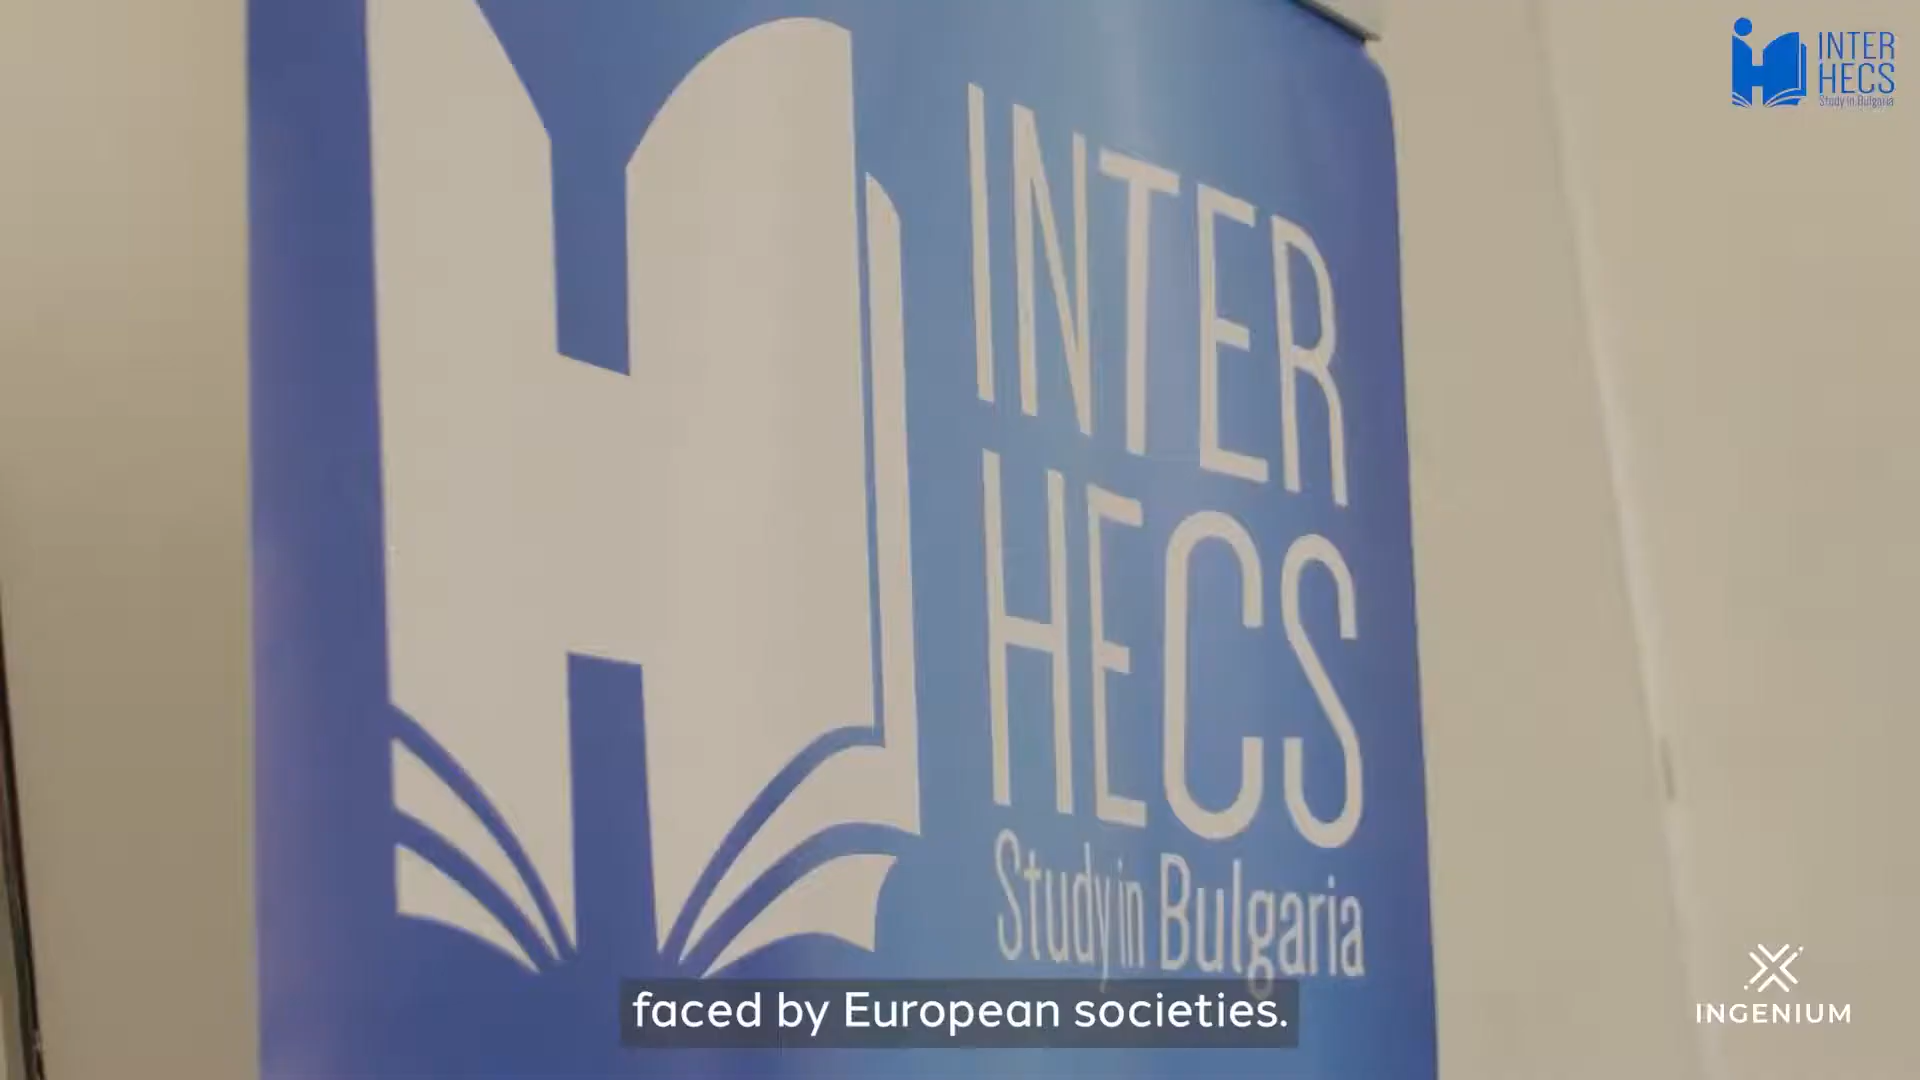 INTER
HECS
Study in Bulgaria
INTER
HECS
Study in Bulgaria
faced by European societies.
INGENIUM